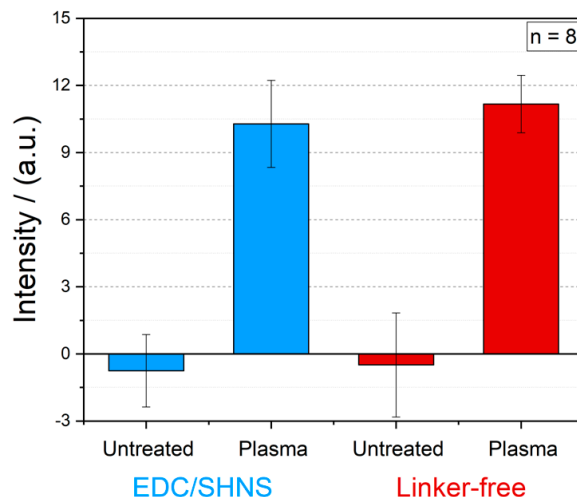 15
n = 8
12
9
6
3
0
-3
Intensity / (a.u.)
Untreated Plasma Untreated Plasma
EDC/SHNS Linker-free